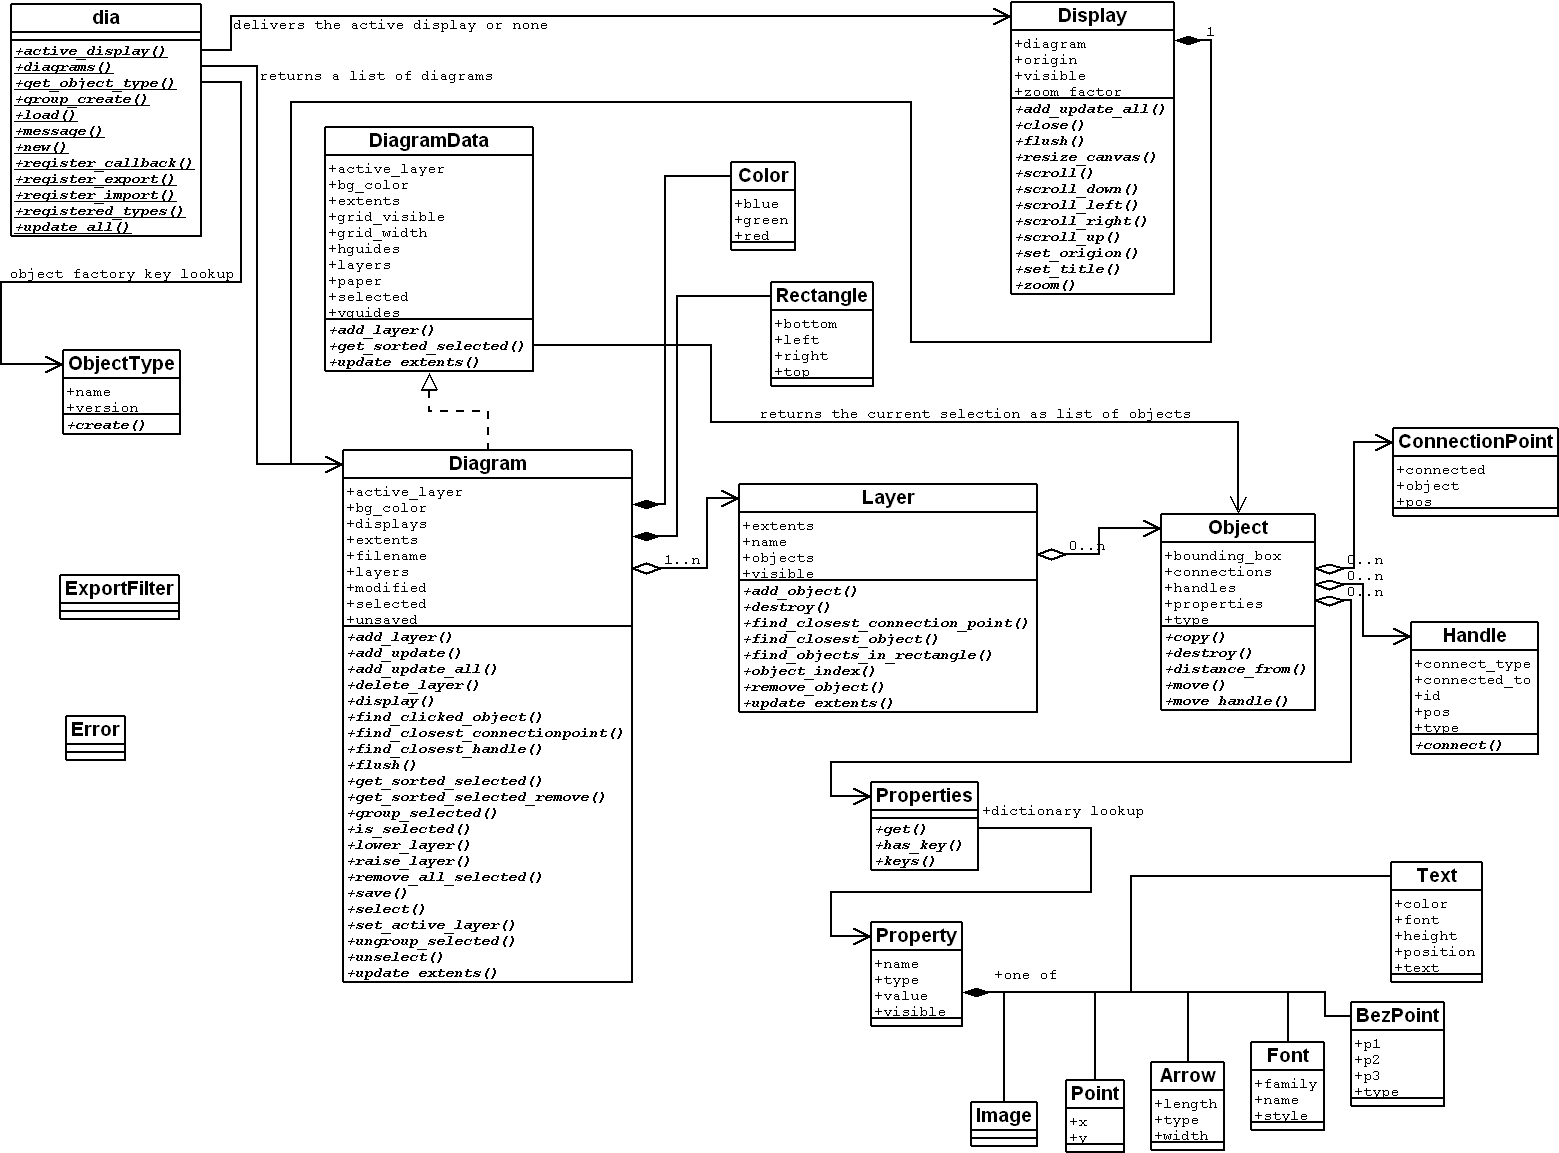 dia
+active_display()
+diagrams()
+get_object_type()
+group_create()
+load()
+message()
+new()
+register_callback()
+register_export()
+register_import()
+registered_types()
+update_all()
delivers the active display or none
returns a list of diagrams
object factory key lookup
Display
+diagram
+origin
+visible
+zoom_factor
+add_update_all()
+close()
+flush()
+resize_canvas()
+scroll()
+scroll_down()
+scroll_left()
+scroll_right()
+scroll_up()
+set_origion()
+set_title()
+zoom()
1
DiagramData
+active_layer
+bg_color
+extents
+grid_visible
+grid_width
+hguides
+layers
+paper
+selected
+vguides
+add_layer()
+get_sorted_selected()
+update_extents()
Color
+blue
+green
+red
Rectangle
+bottom
+left
+right
+top
ObjectType
+name
+version
+create()
returns the current selection as list of objects
Diagram
+active_layer
+bg_color
+displays
+extents
+filename
+layers
+modified
+selected
+unsaved
+add_layer()
+add_update()
+add_update_all()
+delete_layer()
+display()
+find_clicked_object()
+find_closest_connectionpoint()
+find_closest_handle()
+flush()
+get_sorted_selected()
+get_sorted_selected_remove()
+group_selected()
+is_selected()
+lower_layer()
+raise_layer()
+remove_all_selected()
+save()
+select()
+set_active_layer()
+ungroup_selected()
+unselect()
+update_extents()
1..n
Layer
+extents
+name
+objects
+visible
+add_object()
+destroy()
+find_closest_connection_point()
+find_closest_object()
+find_objects_in_rectangle()
+object_index()
+remove_object()
+update_extents()
0..n
Object
+bounding_box
+connections
+handles
+properties
+type
+copy()
+destroy()
+distance_from()
+move()
+move_handle()
0..n
0..n
0..n
ConnectionPoint
+connected
+object
+pos
Handle
+connect_type
+connected_to
+id
+pos
+type
+connect()
ExportFilter
Error
Properties
+get()
+has_key()
+keys()
+dictionary lookup
Property
+name
+type
+value
+visible
+one of
Text
+color
+font
+height
+position
+text
BezPoint
+p1
+p2
+p3
+type
Font
+family
+name
+style
Arrow
+length
+type
+width
Point
+x
+y
Image